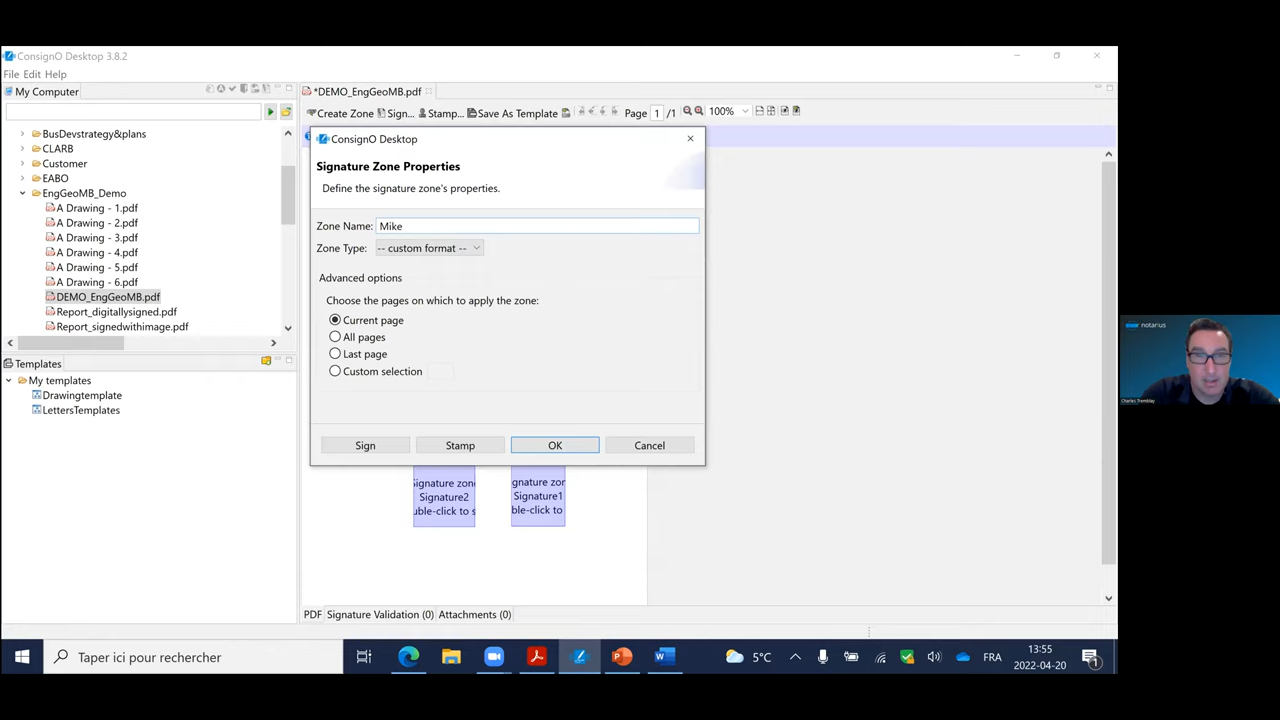 ConsignO Desktop 3.8.2
File Edit Help
My Computer
*DEMO_EngGeoMB.pdf
Create Zone Sign... Stamp... Save As Template Page 1 /1 100%
BusDevstrategy&plans
CLARB
Customer
EABO
EngGeoMB_Demo
A Drawing - 1.pdf
A Drawing - 2.pdf
A Drawing - 3.pdf
A Drawing - 4.pdf
A Drawing - 5.pdf
A Drawing - 6.pdf
DEMO_EngGeoMB.pdf
Report_digitallysigned.pdf
Report_signedwithimage.pdf
Templates
My templates
Drawingtemplate
LettersTemplates
ConsignO Desktop
Signature Zone Properties
Define the signature zone's properties.
Zone Name: Mike
Zone Type: -- custom format --
Advanced options
Choose the pages on which to apply the zone:
Current page
All pages
Last page
Custom selection
Sign Stamp OK Cancel
ignature zone
Signature2
uble-click to s
gnature zor
Signature1
ble-click to
PDF Signature Validation (0) Attachments (0)
notarius
Charles Tremblay
Taper ici pour rechercher
5°C
FRA
13:55
2022-04-20
1